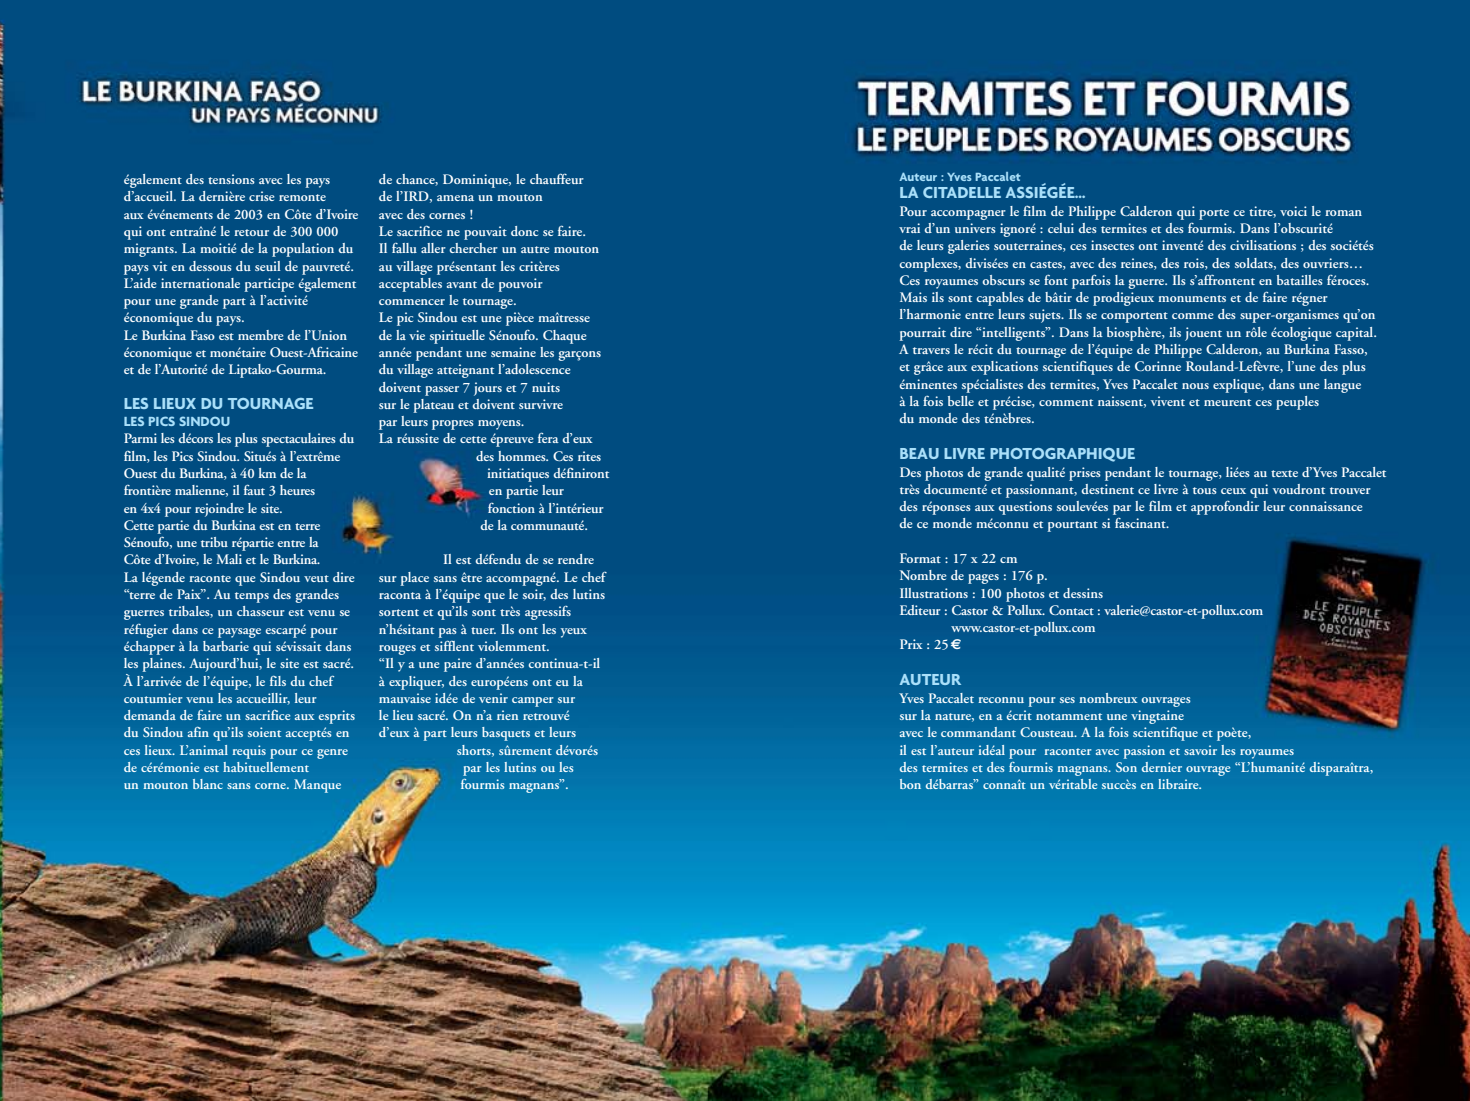 LE BURKINA FASO
UN PAYS MÉCONNU
également des tensions avec les pays
d'accueil. La dernière crise remonte
aux événements de 2003 en Côte d'Ivoire
qui ont entraîné le retour de 300 000
migrants. La moitié de la population du
pays vit en dessous du seuil de pauvreté.
L'aide internationale participe également
pour une grande part à l'activité
économique du pays.
Le Burkina Faso est membre de l'Union
économique et monétaire Ouest-Africaine
et de l'Autorité de Liptako-Gourma.
LES LIEUX DU TOURNAGE
LES PICS SINDOU
Parmi les décors les plus spectaculaires du
film, les Pics Sindou. Situés à l'extrême
Ouest du Burkina, à 40 km de la
frontière malienne, il faut 3 heures
en 4x4 pour rejoindre le site.
Cette partie du Burkina est en terre
Sénoufo, une tribu répartie entre la
Côte d'Ivoire, le Mali et le Burkina.
La légende raconte que Sindou veut dire
“terre de Paix”. Au temps des grandes
guerres tribales, un chasseur est venu se
réfugier dans ce paysage escarpé pour
échapper à la barbarie qui sévissait dans
les plaines. Aujourd'hui, le site est sacré.
À l'arrivée de l'équipe, le fils du chef
coutumier venu les accueillir, leur
demanda de faire un sacrifice aux esprits
du Sindou afin qu'ils soient acceptés en
ces lieux. L'animal requis pour ce genre
de cérémonie est habituellement
un mouton blanc sans corne. Manque
de chance, Dominique, le chauffeur
de l'IRD, amena un mouton
avec des cornes !
Le sacrifice ne pouvait donc se faire.
Il fallu aller chercher un autre mouton
au village présentant les critères
acceptables avant de pouvoir
commencer le tournage.
Le pic Sindou est une pièce maîtresse
de la vie spirituelle Sénoufo. Chaque
année pendant une semaine les garçons
du village atteignant l'adolescence
doivent passer 7 jours et 7 nuits
sur le plateau et doivent survivre
par leurs propres moyens.
La réussite de cette épreuve fera d'eux
des hommes. Ces rites
initiatiques définiront
en partie leur
fonction à l'intérieur
de la communauté.
Il est défendu de se rendre
sur place sans être accompagné. Le chef
raconta à l'équipe que le soir, des lutins
sortent et qu'ils sont très agressifs
n'hésitant pas à tuer. Ils ont les yeux
rouges et sifflent violemment.
“Il y a une paire d'années continua-t-il
à expliquer, des européens ont eu la
mauvaise idée de venir camper sur
le lieu sacré. On n'a rien retrouvé
d'eux à part leurs basquets et leurs
shorts, sûrement dévorés
par les lutins ou les
fourmis magnans”.
TERMITES ET FOURMIS
LE PEUPLE DES ROYAUMES OBSCURS
Auteur : Yves Paccalet
LA CITADELLE ASSIÉGÉE...
Pour accompagner le film de Philippe Calderon qui porte ce titre, voici le roman
vrai d'un univers ignoré : celui des termites et des fourmis. Dans l'obscurité
de leurs galeries souterraines, ces insectes ont inventé des civilisations ; des sociétés
complexes, divisées en castes, avec des reines, des rois, des soldats, des ouvriers…
Ces royaumes obscurs se font parfois la guerre. Ils s'affrontent en batailles féroces.
Mais ils sont capables de bâtir de prodigieux monuments et de faire régner
l'harmonie entre leurs sujets. Ils se comportent comme des super-organismes qu'on
pourrait dire “intelligents”. Dans la biosphère, ils jouent un rôle écologique capital.
A travers le récit du tournage de l'équipe de Philippe Calderon, au Burkina Fasso,
et grâce aux explications scientifiques de Corinne Rouland-Lefèvre, l'une des plus
éminentes spécialistes des termites, Yves Paccalet nous explique, dans une langue
à la fois belle et précise, comment naissent, vivent et meurent ces peuples
du monde des ténèbres.
BEAU LIVRE PHOTOGRAPHIQUE
Des photos de grande qualité prises pendant le tournage, liées au texte d'Yves Paccalet
très documenté et passionnant, destinent ce livre à tous ceux qui voudront trouver
des réponses aux questions soulevées par le film et approfondir leur connaissance
de ce monde méconnu et pourtant si fascinant.
Format : 17 x 22 cm
Nombre de pages : 176 p.
Illustrations : 100 photos et dessins
Editeur : Castor & Pollux. Contact : valerie@castor-et-pollux.com
www.castor-et-pollux.com
Prix : 25 €
LE PEUPLE
DES ROYAUMES
OBSCURS
AUTEUR
Yves Paccalet reconnu pour ses nombreux ouvrages
sur la nature, en a écrit notamment une vingtaine
avec le commandant Cousteau. A la fois scientifique et poète,
il est l'auteur idéal pour raconter avec passion et savoir les royaumes
des termites et des fourmis magnans. Son dernier ouvrage “L'humanité disparaîtra,
bon débarras” connaît un véritable succès en libraire.